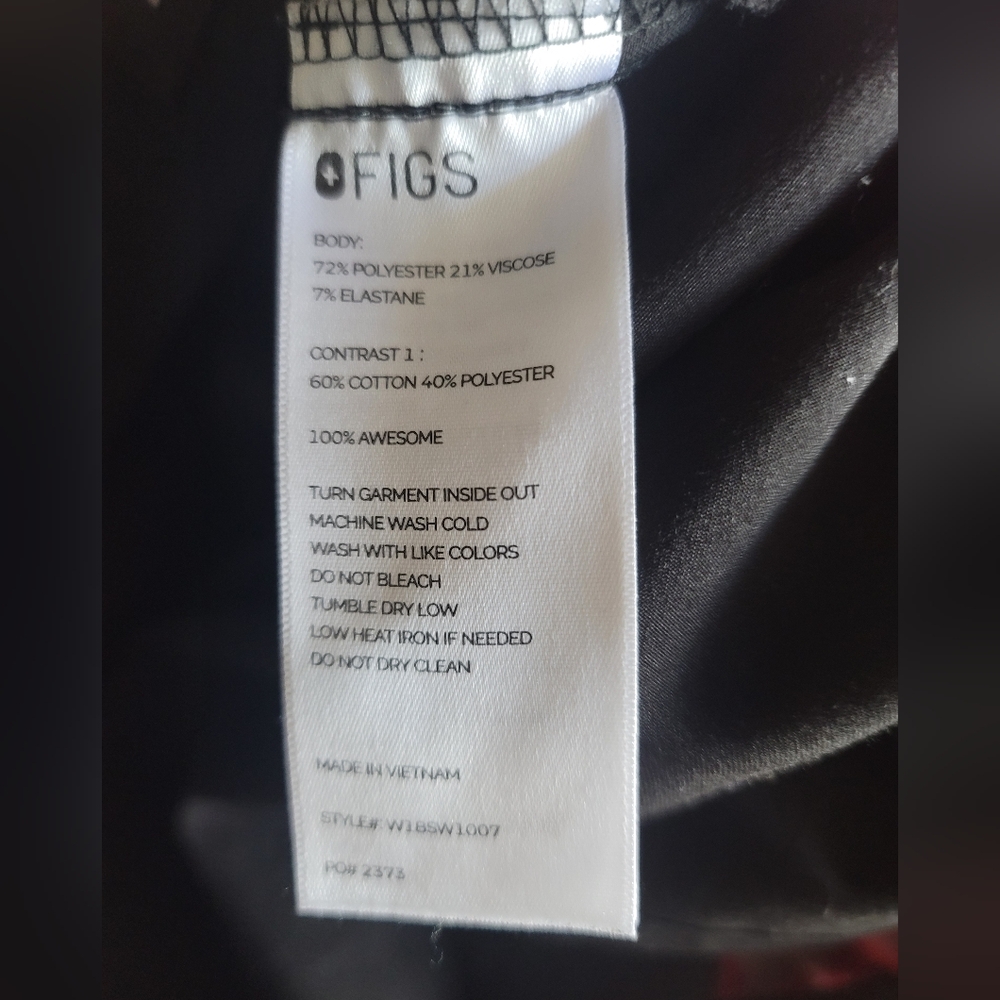 FIGS
BODY:
72% POLYESTER 21% VISCOSE
7% ELASTANE
CONTRAST 1 :
60% COTTON 40% POLYESTER
100% AWESOME
TURN GARMENT INSIDE OUT
MACHINE WASH COLD
WASH WITH LIKE COLORS
DO NOT BLEACH
TUMBLE DRY LOW
LOW HEAT IRON IF NEEDED
DO NOT DRY CLEAN
MADE IN VIETNAM
STYLE#: W18SW1007
PO# 2373